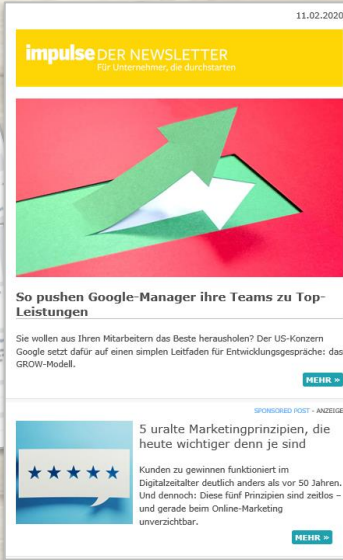 11.02.2020
impulse DER NEWSLETTER
Für Unternehmer, die durchstarten
So pushen Google-Manager ihre Teams zu Top-
Leistungen
Sie wollen aus Ihren Mitarbeitern das Beste herausholen? Der US-Konzern
Google setzt dafür auf einen simplen Leitfaden für Entwicklungsgespräche: das
GROW-Modell.
MEHR »
SPONSORED POST - ANZEIGE
5 uralte Marketingprinzipien, die
heute wichtiger denn je sind
Kunden zu gewinnen funktioniert im
Digitalzeitalter deutlich anders als vor 50 Jahren.
Und dennoch: Diese fünf Prinzipien sind zeitlos –
und gerade beim Online-Marketing
unverzichtbar.
MEHR »